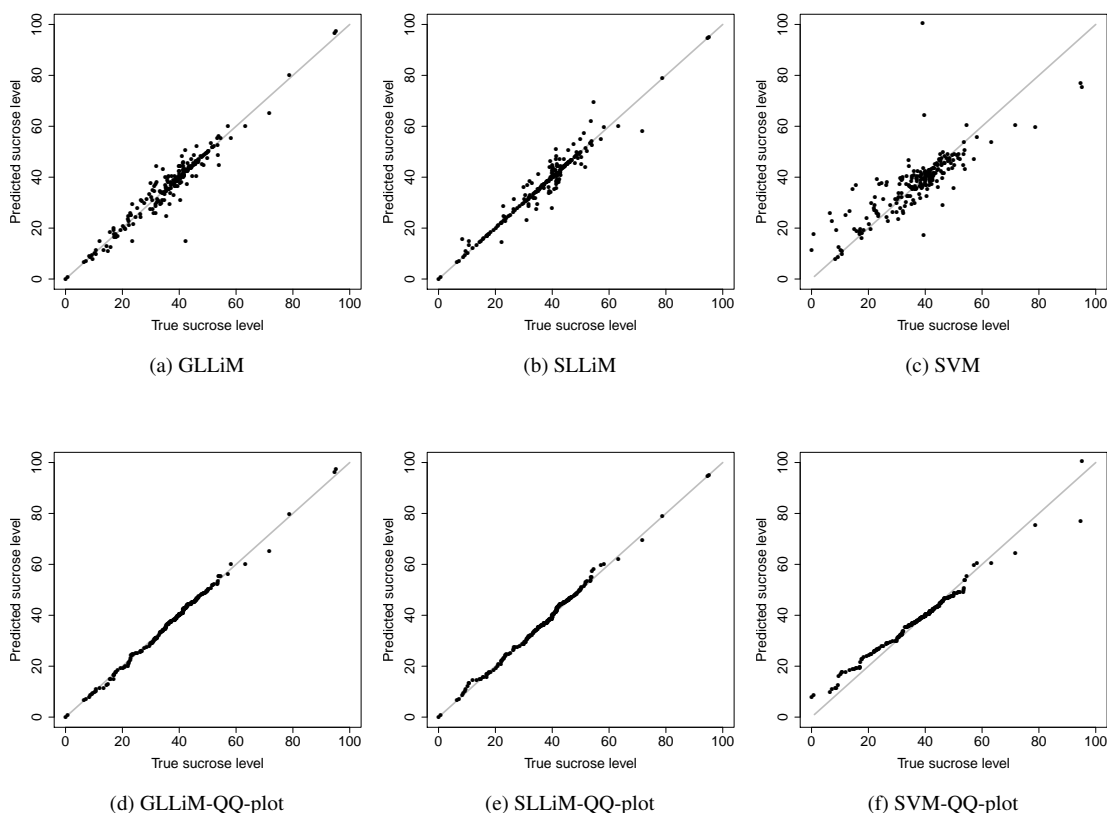 0 20 40 60 80 100
Predicted sucrose level
0 20 40 60 80 100
True sucrose level
(a) GLLiM
0 20 40 60 80 100
Predicted sucrose level
0 20 40 60 80 100
True sucrose level
(b) SLLiM
0 20 40 60 80 100
Predicted sucrose level
0 20 40 60 80 100
True sucrose level
(c) SVM
0 20 40 60 80 100
Predicted sucrose level
0 20 40 60 80 100
True sucrose level
(d) GLLiM-QQ-plot
0 20 40 60 80 100
Predicted sucrose level
0 20 40 60 80 100
True sucrose level
(e) SLLiM-QQ-plot
0 20 40 60 80 100
Predicted sucrose level
0 20 40 60 80 100
True sucrose level
(f) SVM-QQ-plot